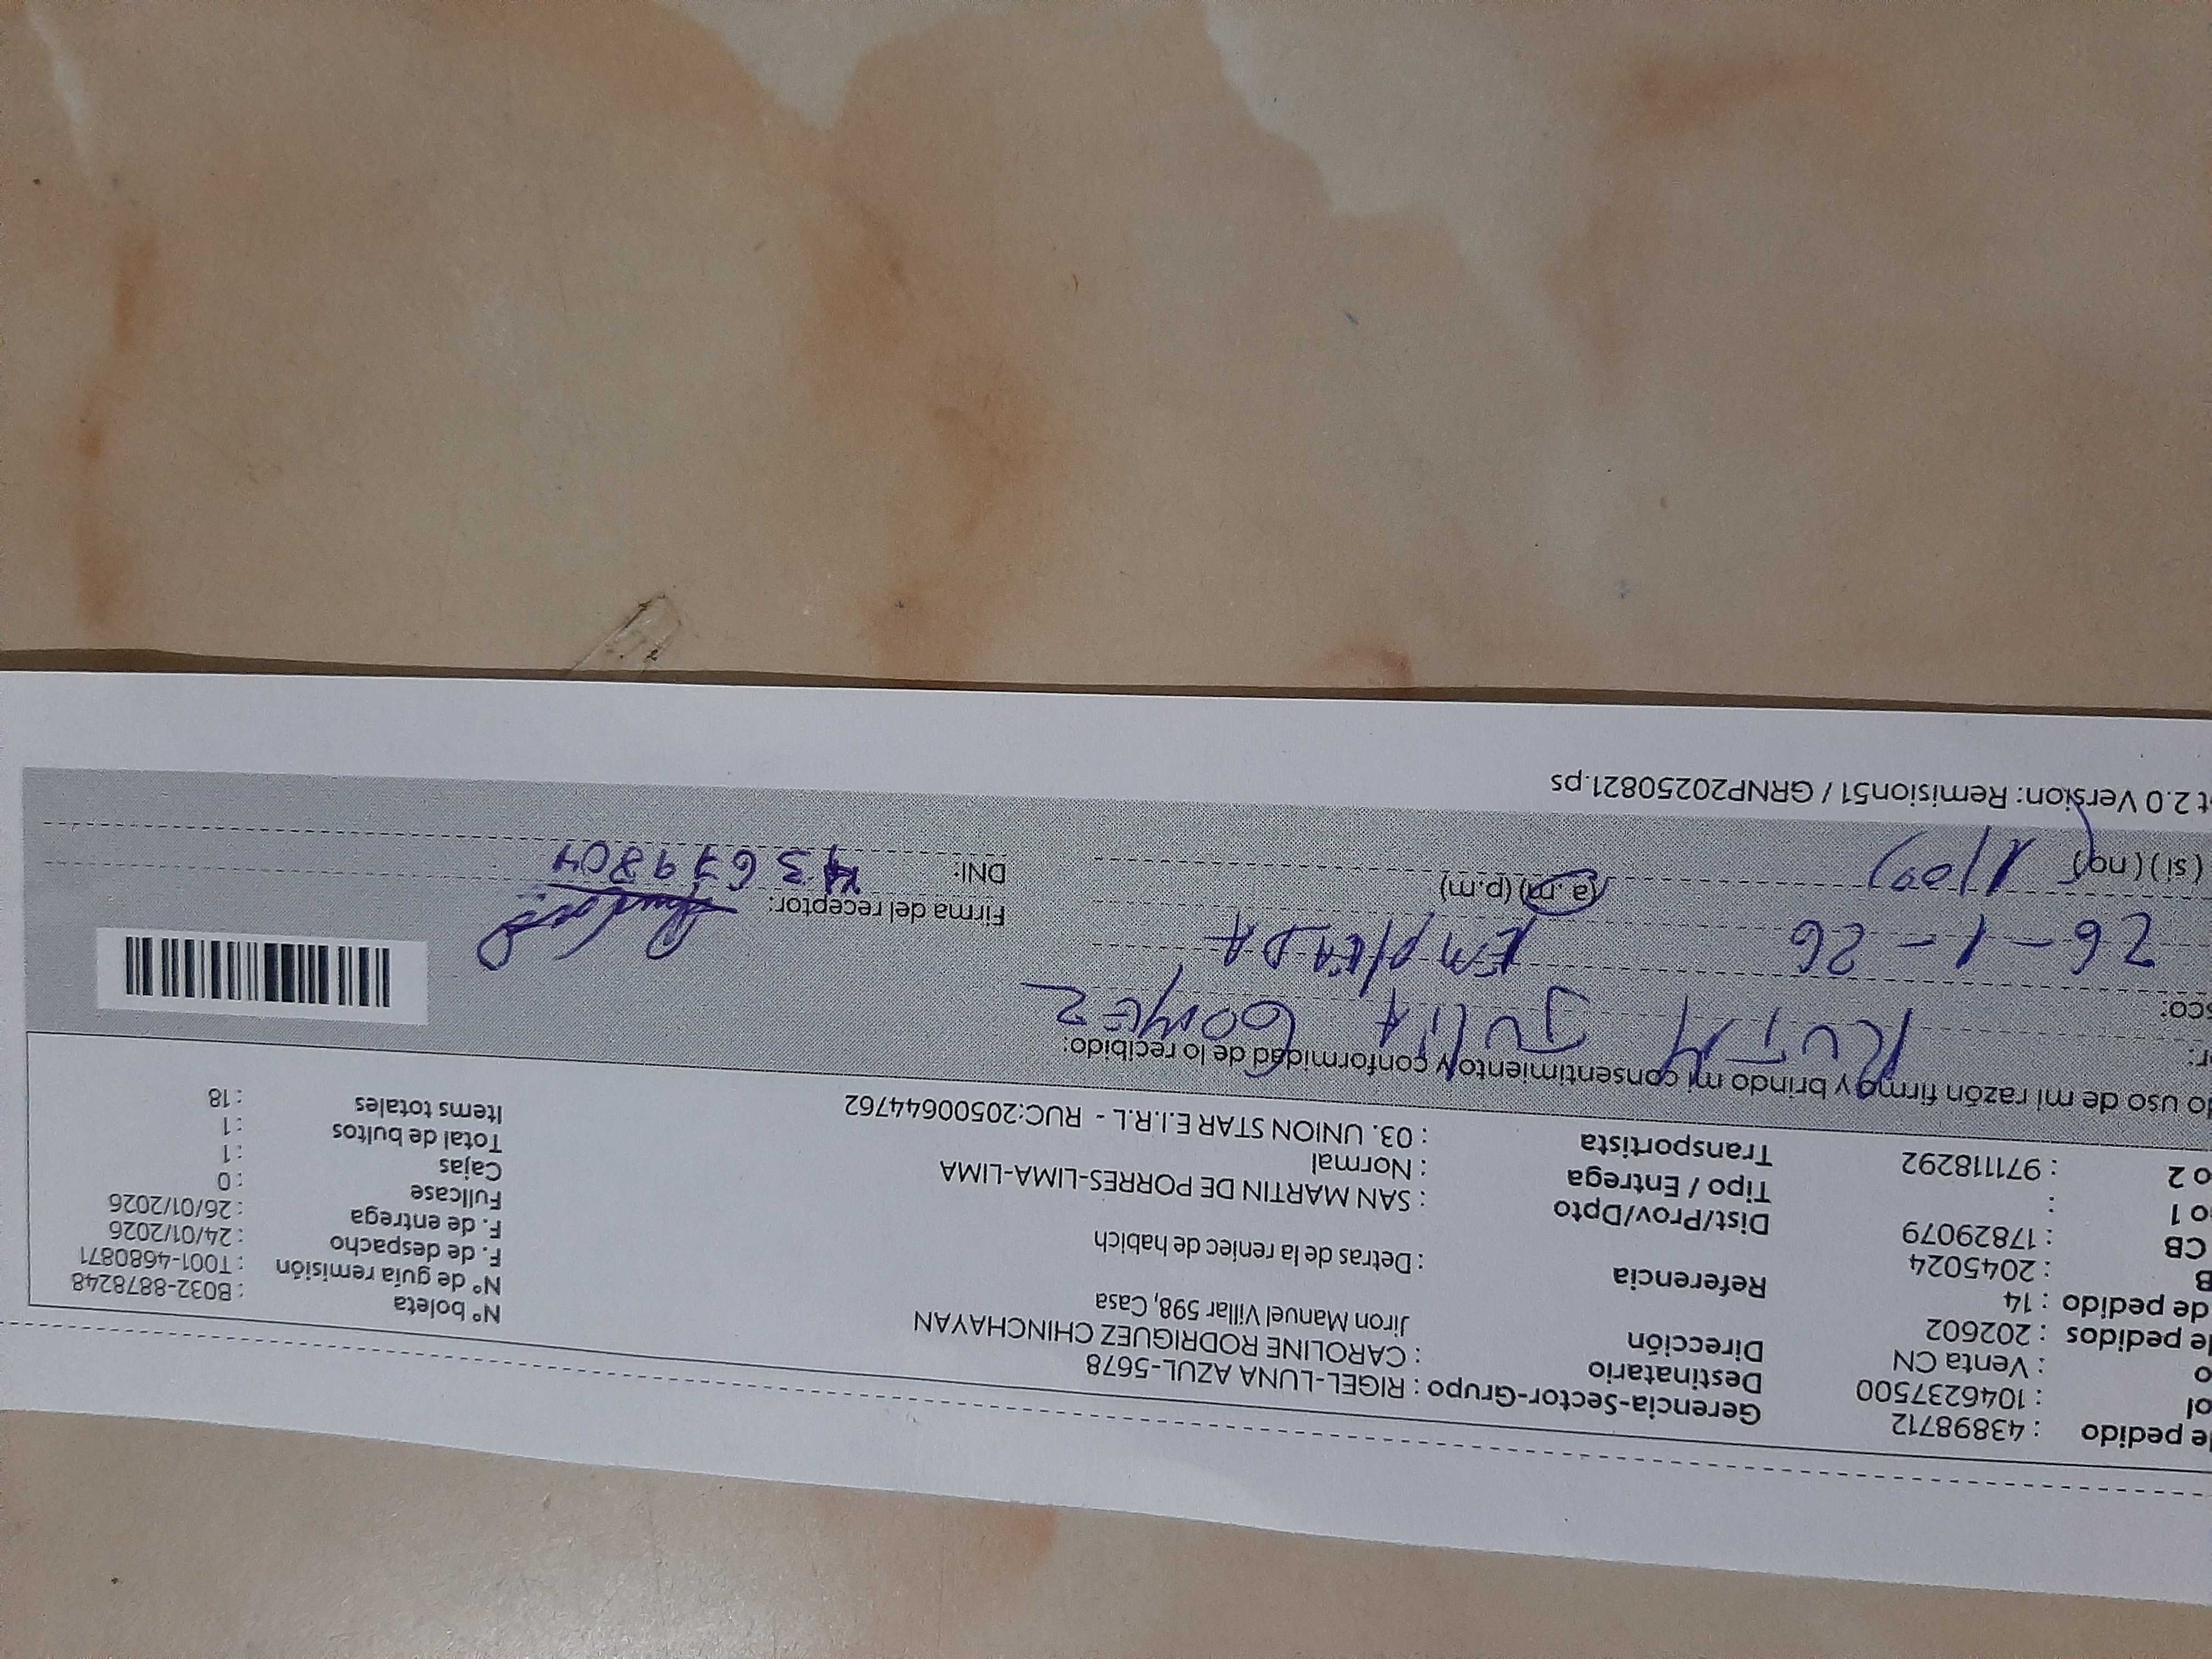 de pedido : 43898712 Gerencia-Sector-Grupo : RIGEL-LUNA AZUL-5678 N° boleta : B032-8878248
ol : 1046237500 Destinatario : CAROLINE RODRIGUEZ CHINCHAYAN N° de guía remisión : T001-4680871
o : Venta CN Dirección Jiron Manuel Villar 598, Casa F. de despacho : 24/01/2026
de pedidos : 202602 F. de entrega : 26/01/2026
de pedido : 14 Referencia : Detras de la reniec de habich Fullcase : 0
B : 2045024 Cajas : 1
CB : 17829079 Dist/Prov/Dpto : SAN MARTIN DE PORRES-LIMA-LIMA Total de bultos : 1
o 1 : Tipo / Entrega : Normal Items totales : 18
o 2 : 971118292 Transportista : 03. UNION STAR E.I.R.L - RUC:20500644762
do uso de mi razón firmo y brindo mi consentimiento y conformidad de lo recibido:
r: RUTH JULIA GOMEZ
sco: EMPLEADA
26-1-26 (a.m) (p.m) Firma del receptor:
(si) (no) DNI: 43679804
t 2.0 Version: Remision51 / GRNP20250821.ps